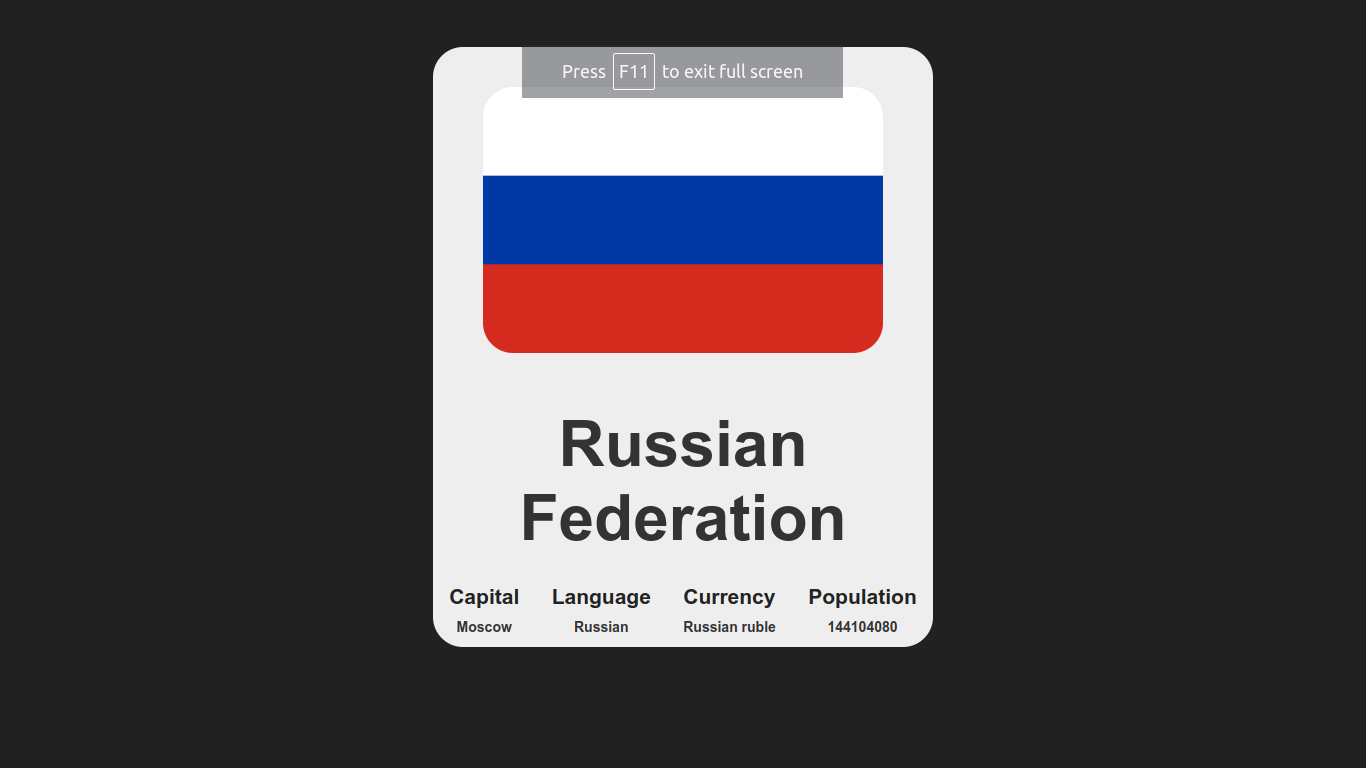 Press F11 to exit full screen
Russian
Federation
Capital Language Currency Population
Moscow Russian Russian ruble 144104080